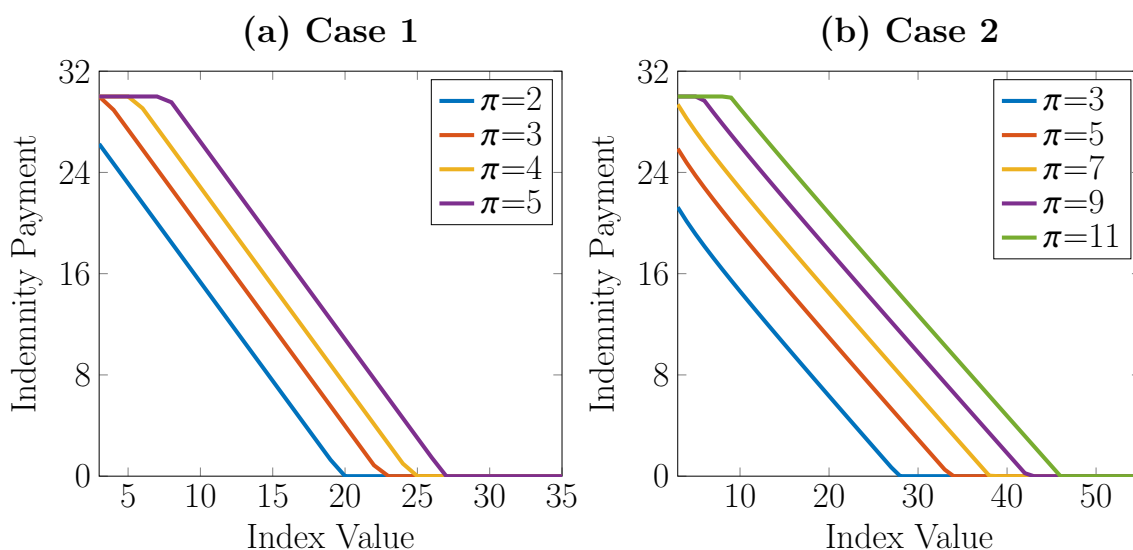 (a) Case 1
32
24
16
8
0
5 10 15 20 25 30 35
Indemnity Payment
Index Value
π=2
π=3
π=4
π=5
(b) Case 2
32
24
16
8
0
10 20 30 40 50
Indemnity Payment
Index Value
π=3
π=5
π=7
π=9
π=11